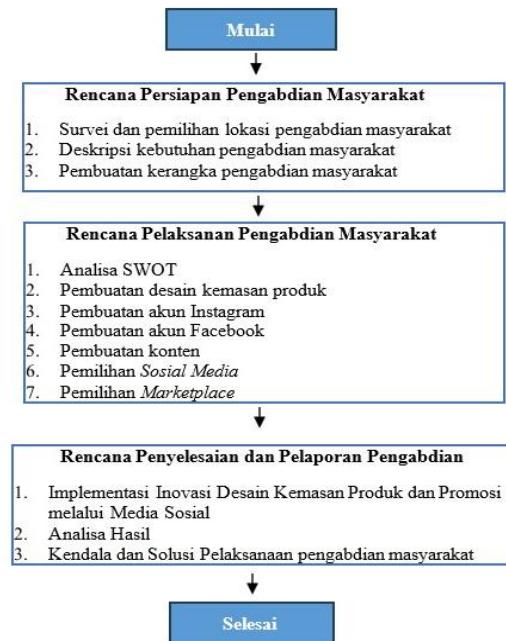 Mulai
Rencana Persiapan Pengabdian Masyarakat
1. Survei dan pemilihan lokasi pengabdian masyarakat
2. Deskripsi kebutuhan pengabdian masyarakat
3. Pembuatan kerangka pengabdian masyarakat
Rencana Pelaksanan Pengabdian Masyarakat
1. Analisa SWOT
2. Pembuatan desain kemasan produk
3. Pembuatan akun Instagram
4. Pembuatan akun Facebook
5. Pembuatan konten
6. Pemilihan Sosial Media
7. Pemilihan Marketplace
Rencana Penyelesaian dan Pelaporan Pengabdian
1. Implementasi Inovasi Desain Kemasan Produk dan Promosi
melalui Media Sosial
2. Analisa Hasil
3. Kendala dan Solusi Pelaksanaan pengabdian masyarakat
Selesai